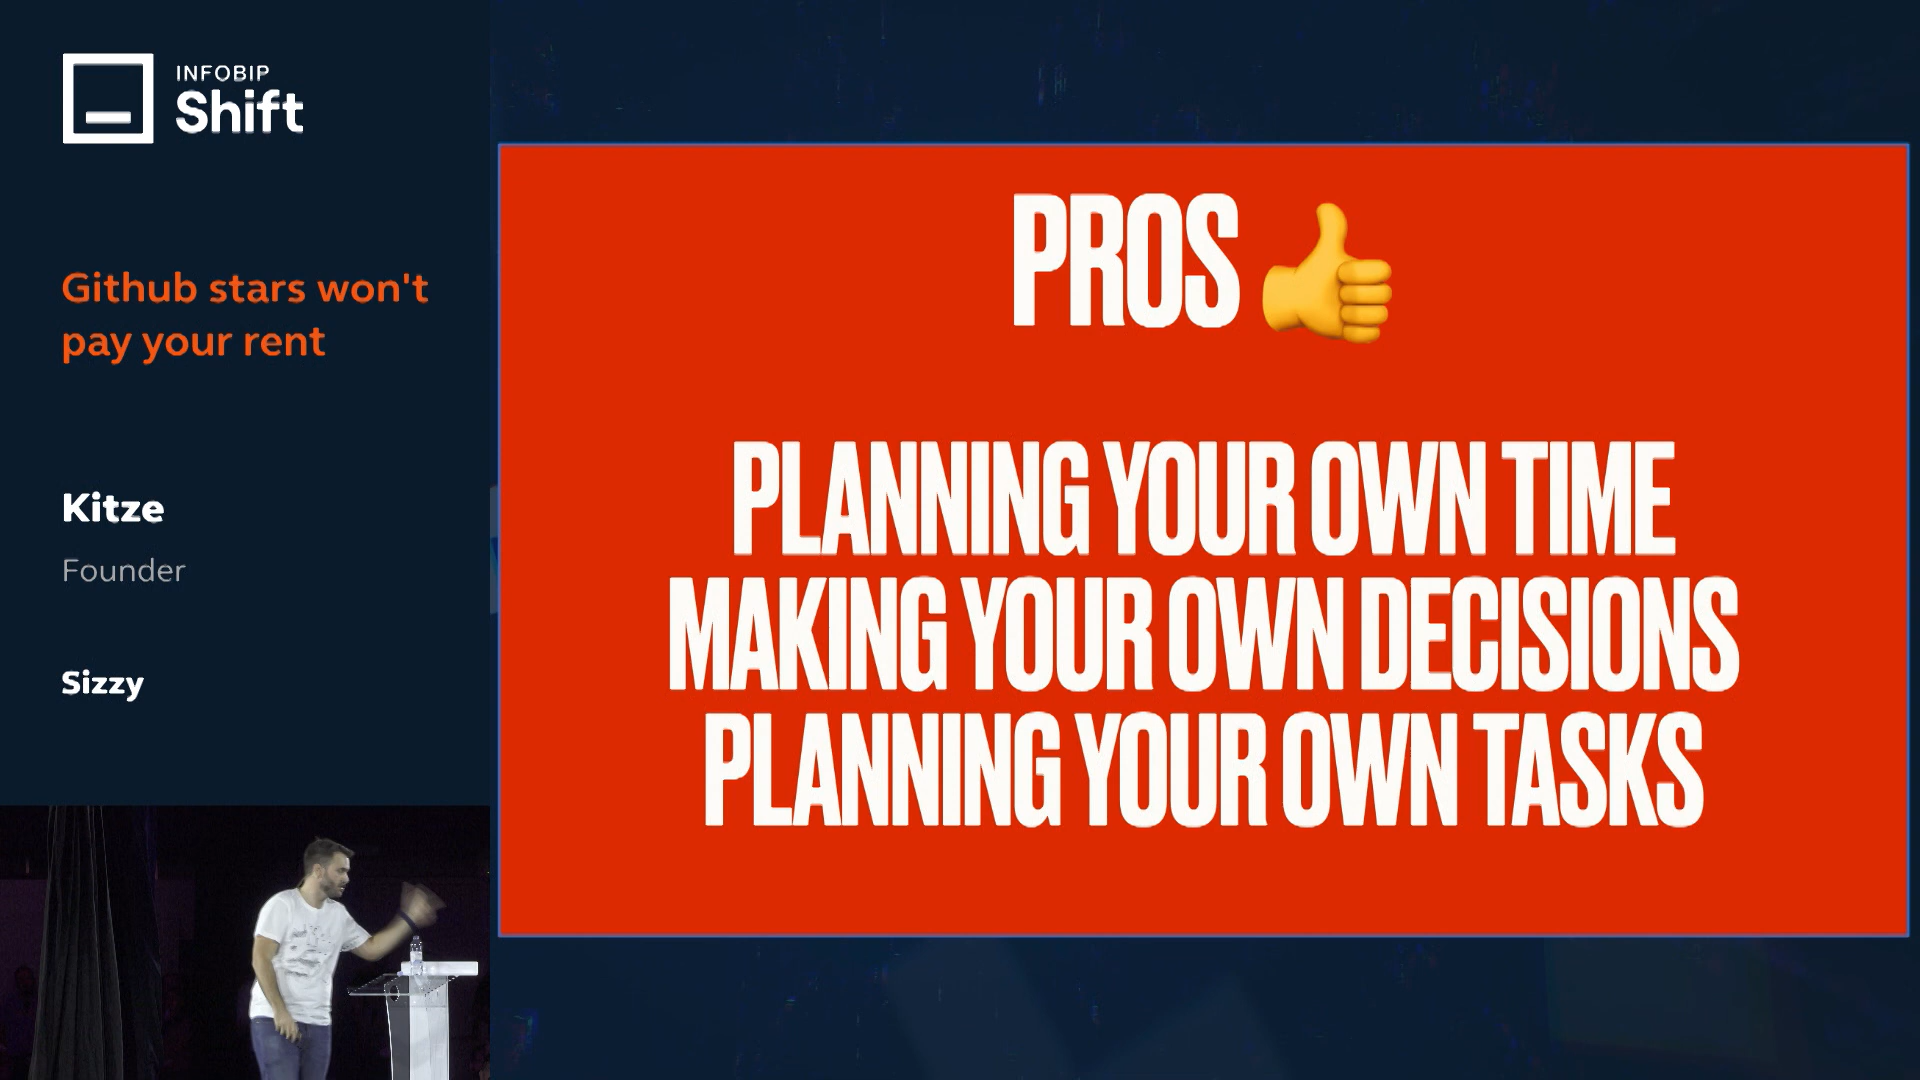 INFOBIP
Shift
Github stars won't
pay your rent
Kitze
Founder
Sizzy
PROS 👍
PLANNING YOUR OWN TIME
MAKING YOUR OWN DECISIONS
PLANNING YOUR OWN TASKS